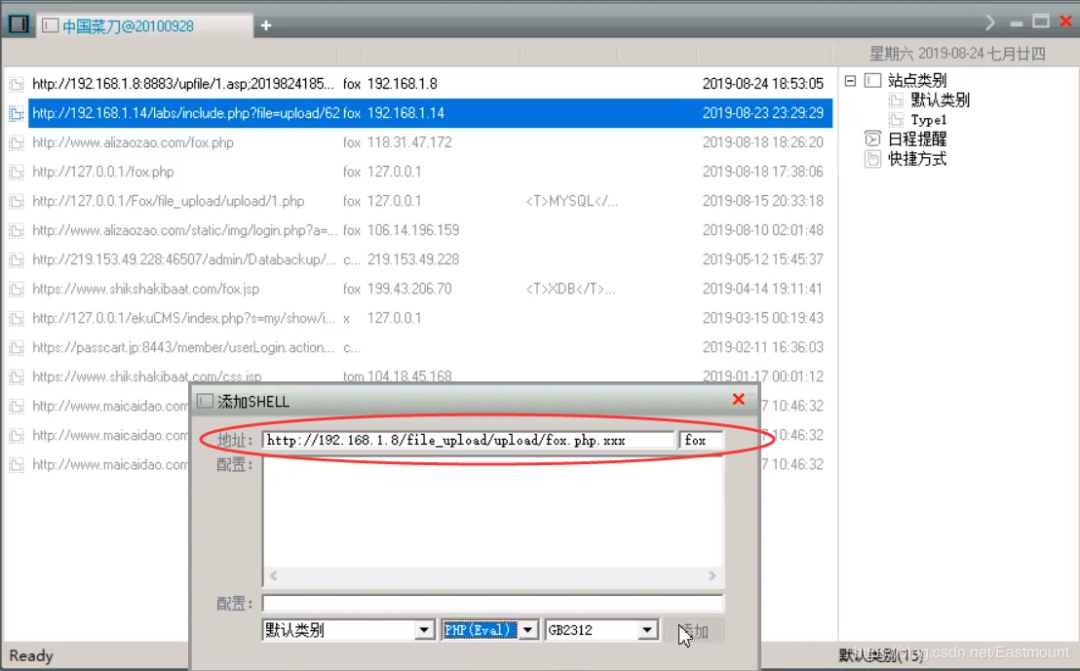 中国菜刀@20100928 +
星期六 2019-08-24 七月廿四
http://192.168.1.8:8883/upfile/1.asp;2019824185... fox 192.168.1.8 2019-08-24 18:53:05
http://192.168.1.14/labs/include.php?file=upload/62 fox 192.168.1.14 2019-08-23 23:29:29
http://www.alizaozao.com/fox.php fox 118.31.47.172 2019-08-18 18:26:20
http://127.0.0.1/fox.php fox 127.0.0.1 2019-08-18 17:38:06
http://127.0.0.1/Fox/file_upload/upload/1.php fox 127.0.0.1 <T>MYSQL</... 2019-08-15 20:33:18
http://www.alizaozao.com/static/img/login.php?a=... fox 106.14.196.159 2019-08-10 02:01:48
http://219.153.49.228:46507/admin/Databackup/... c... 219.153.49.228 2019-05-12 15:45:37
https://www.shikshakibaat.com/fox.jsp fox 199.43.206.70 <T>XDB</T>... 2019-04-14 19:11:41
http://127.0.0.1/ekuCMS/index.php?s=my/show/i... x 127.0.0.1 2019-03-15 00:19:43
https://passcart.jp:8443/member/userLogin.action... c... 2019-02-11 16:36:03
https://www.shikshakibaat.com/css.jsp tom 104.18.45.168 2019-01-17 00:01:12
http://www.maicaidao.com 7 10:46:32
http://www.maicaidao.com 7 10:46:32
http://www.maicaidao.com 7 10:46:32
站点类别
默认类别
Type1
日程提醒
快捷方式
添加SHELL
地址: http://192.168.1.8/file_upload/upload/fox.php.xxx fox
配置:
配置:
默认类别 PHP(Eval) GB2312 添加
Ready
默认类别(15)